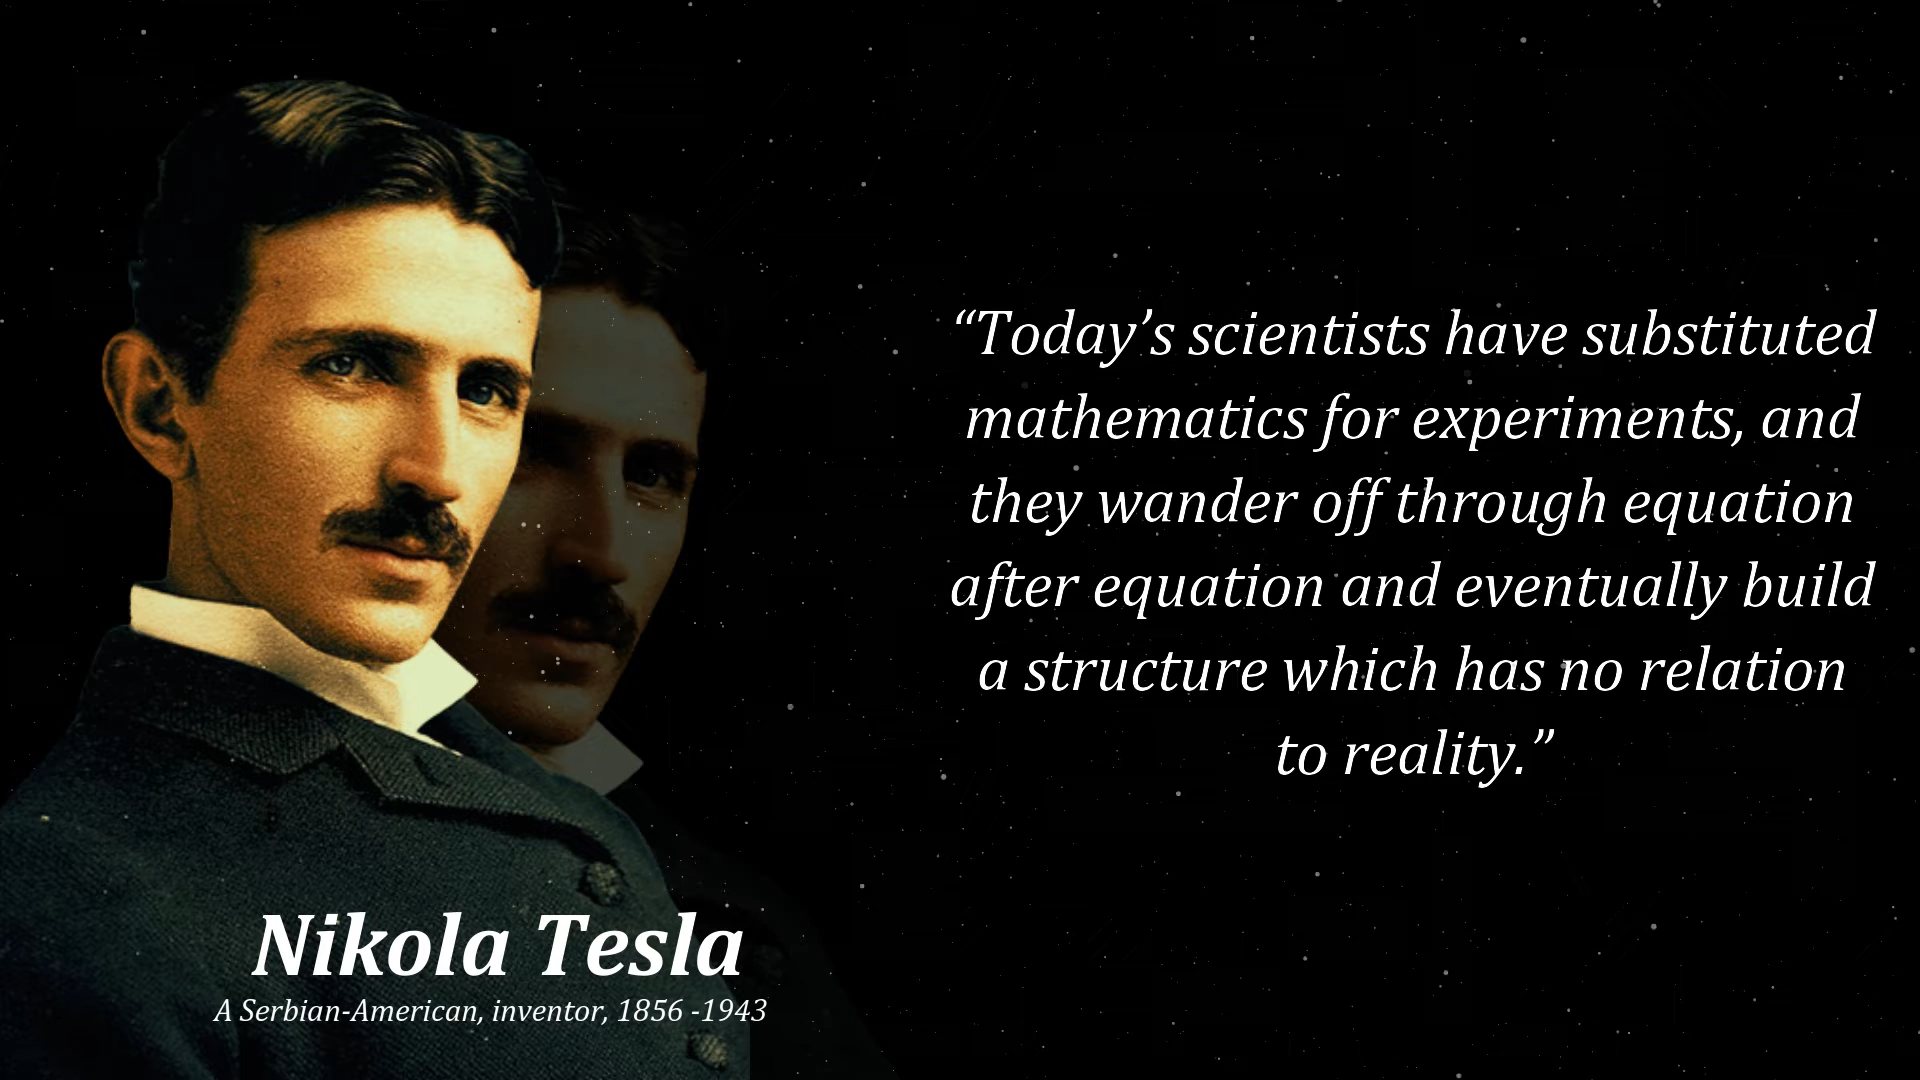 “Today’s scientists have substituted
mathematics for experiments, and
they wander off through equation
after equation and eventually build
a structure which has no relation
to reality.”
Nikola Tesla
A Serbian-American, inventor, 1856 -1943